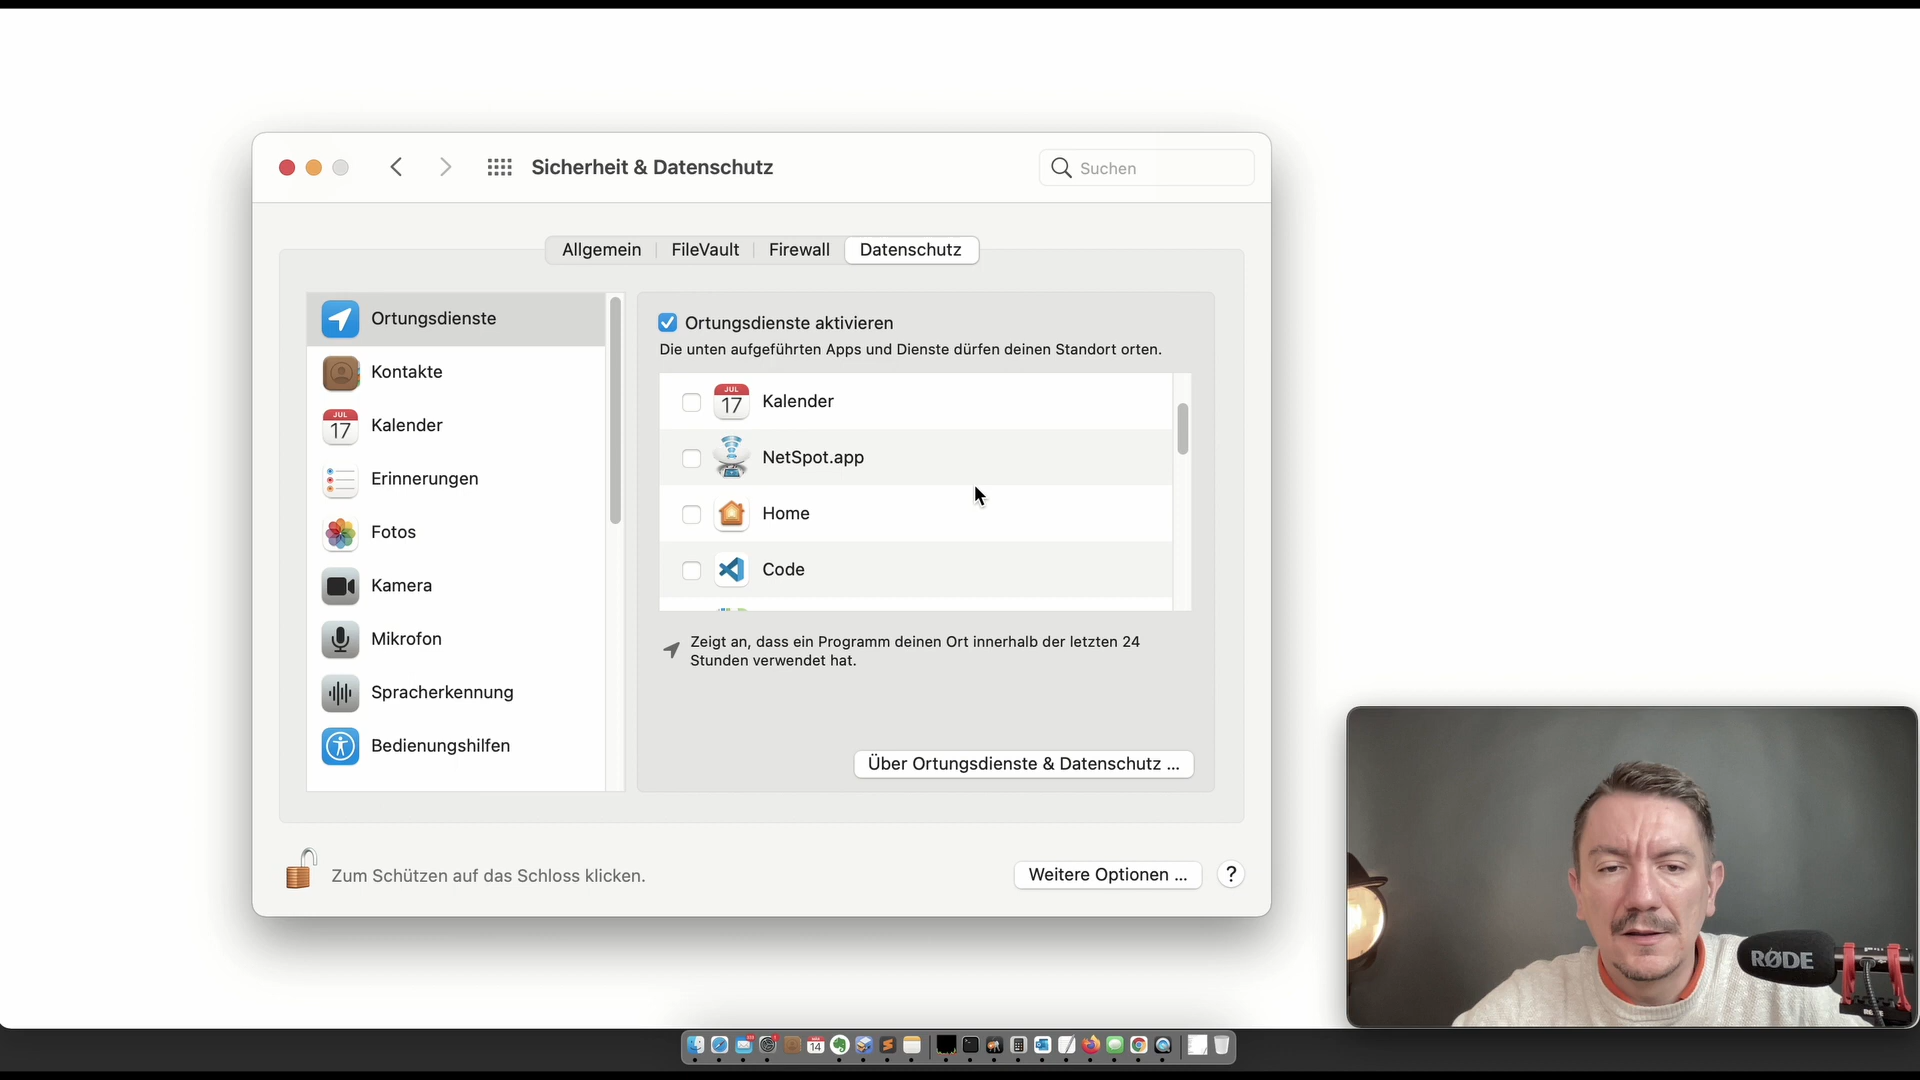 Sicherheit & Datenschutz
Suchen
Allgemein
FileVault
Firewall
Datenschutz
Ortungsdienste
Kontakte
JUL
17
Kalender
Erinnerungen
Fotos
Kamera
Mikrofon
Spracherkennung
Bedienungshilfen
Ortungsdienste aktivieren
Die unten aufgeführten Apps und Dienste dürfen deinen Standort orten.
JUL
17
Kalender
NetSpot.app
Home
Code
Zeigt an, dass ein Programm deinen Ort innerhalb der letzten 24
Stunden verwendet hat.
Über Ortungsdienste & Datenschutz ...
Zum Schützen auf das Schloss klicken.
Weitere Optionen ...
?
RØDE
14